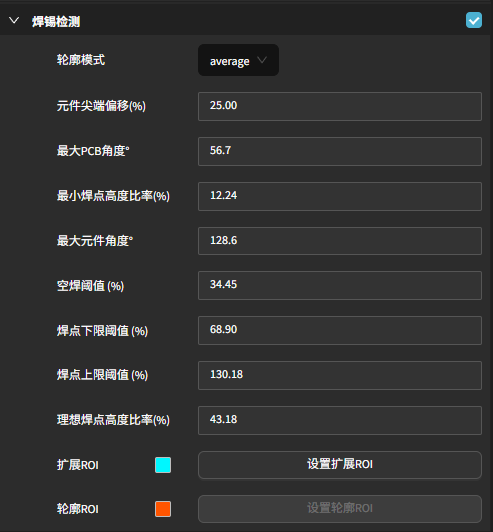 焊锡检测
轮廓模式 average
元件尖端偏移(%) 25.00
最大PCB角度° 56.7
最小焊点高度比率(%) 12.24
最大元件角度° 128.6
空焊阈值 (%) 34.45
焊点下限阈值 (%) 68.90
焊点上限阈值 (%) 130.18
理想焊点高度比率(%) 43.18
扩展ROI 设置扩展ROI
轮廓ROI 设置轮廓ROI